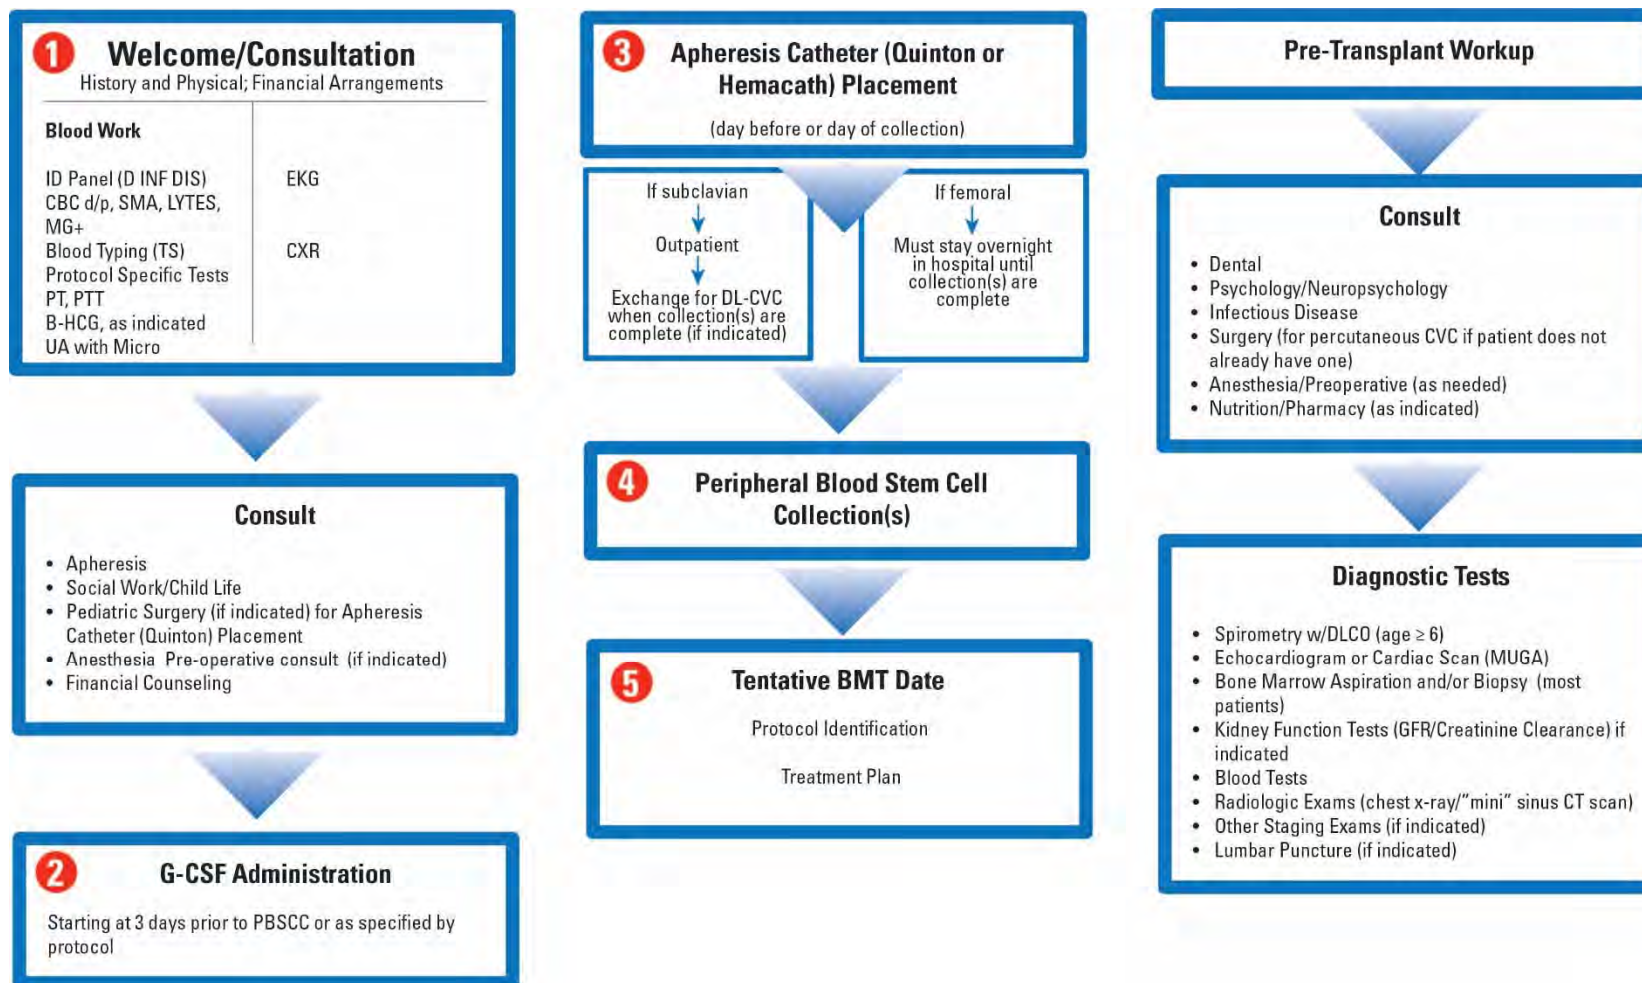 1
Welcome/Consultation
History and Physical; Financial Arrangements
Blood Work
ID Panel (D INF DIS)
CBC d/p, SMA, LYTES,
MG+
Blood Typing (TS)
Protocol Specific Tests
PT, PTT
B-HCG, as indicated
UA with Micro
EKG
CXR
Consult
• Apheresis
• Social Work/Child Life
• Pediatric Surgery (if indicated) for Apheresis
Catheter (Quinton) Placement
• Anesthesia Pre-operative consult (if indicated)
• Financial Counseling
2
G-CSF Administration
Starting at 3 days prior to PBSCC or as specified by
protocol
3
Apheresis Catheter (Quinton or
Hemacath) Placement
(day before or day of collection)
If subclavian
Outpatient
Exchange for DL-CVC
when collection(s) are
complete (if indicated)
If femoral
Must stay overnight
in hospital until
collection(s) are
complete
4
Peripheral Blood Stem Cell
Collection(s)
5
Tentative BMT Date
Protocol Identification
Treatment Plan
Pre-Transplant Workup
Consult
• Dental
• Psychology/Neuropsychology
• Infectious Disease
• Surgery (for percutaneous CVC if patient does not
already have one)
• Anesthesia/Preoperative (as needed)
• Nutrition/Pharmacy (as indicated)
Diagnostic Tests
• Spirometry w/DLCO (age ≥ 6)
• Echocardiogram or Cardiac Scan (MUGA)
• Bone Marrow Aspiration and/or Biopsy (most
patients)
• Kidney Function Tests (GFR/Creatinine Clearance) if
indicated
• Blood Tests
• Radiologic Exams (chest x-ray/”mini” sinus CT scan)
• Other Staging Exams (if indicated)
• Lumbar Puncture (if indicated)